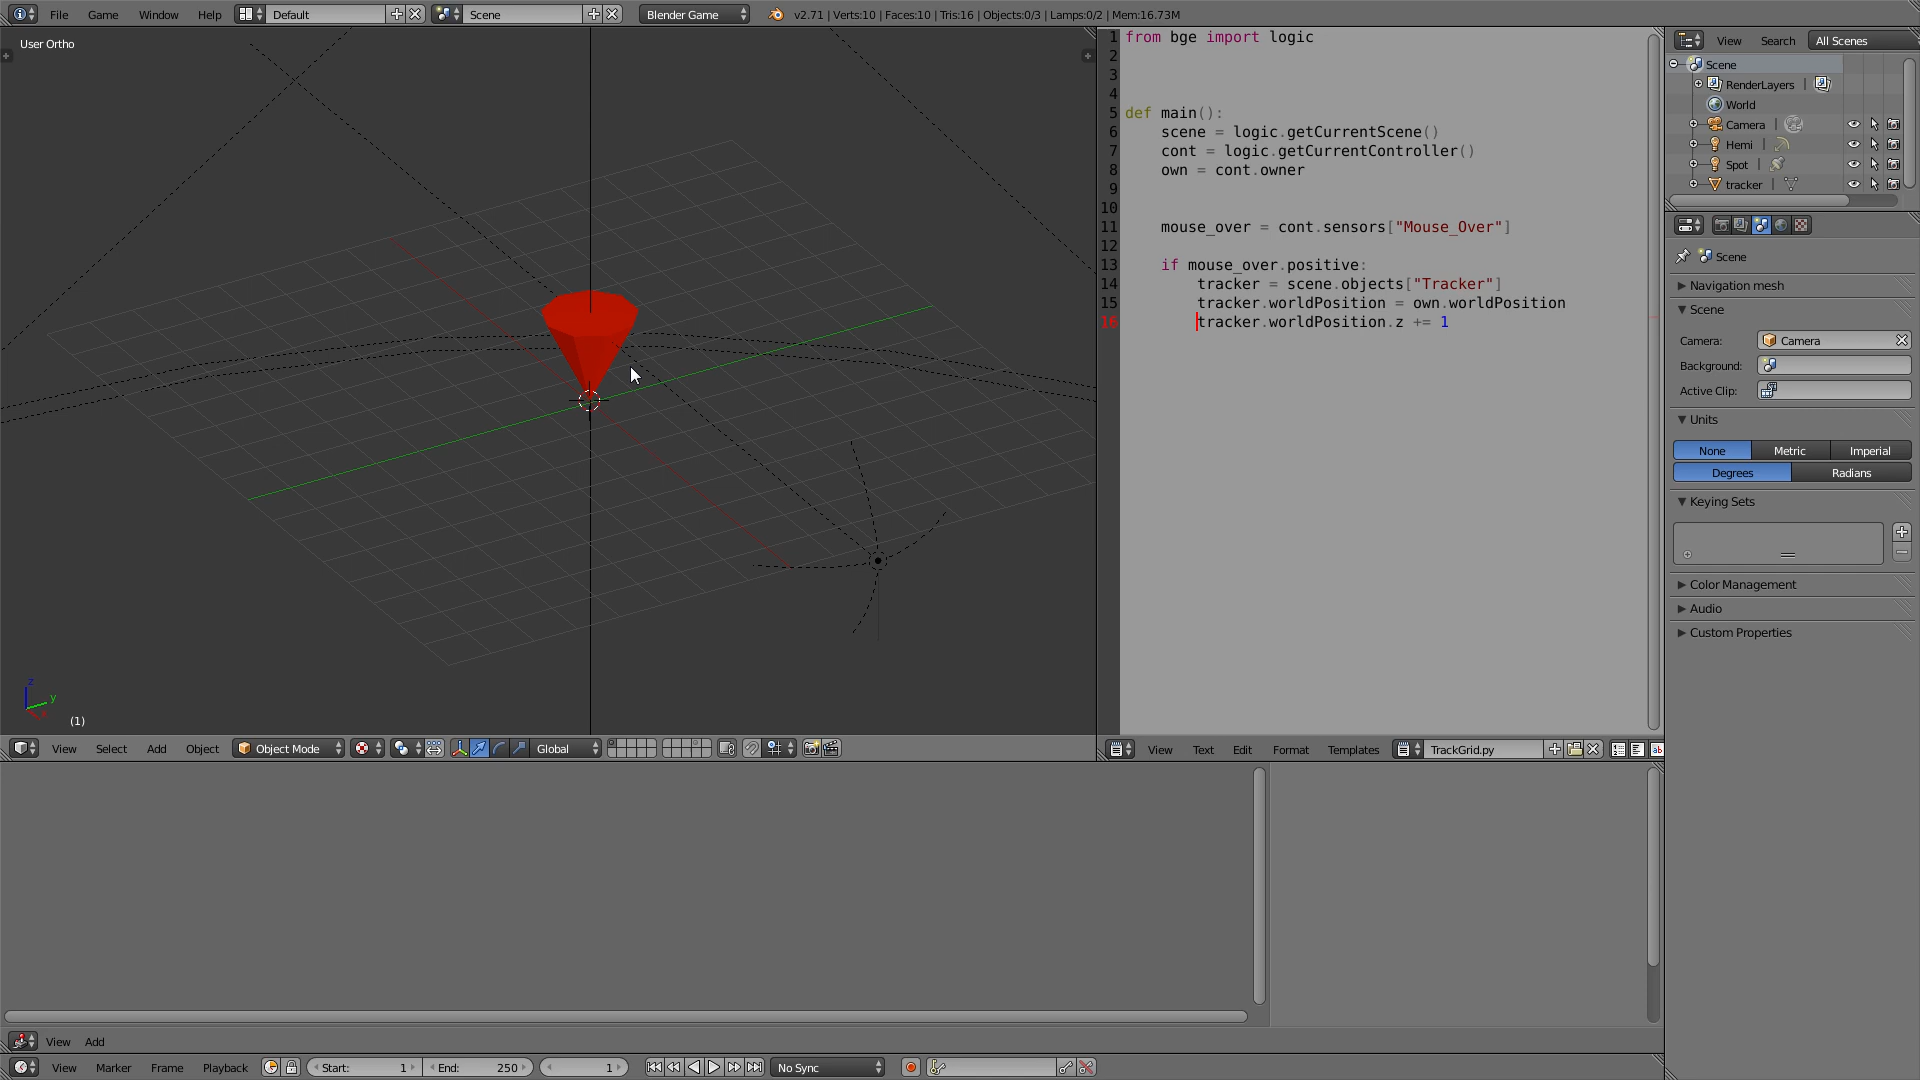 File Game Window Help Default Scene Blender Game v2.71 | Verts:10 | Faces:10 | Tris:16 | Objects:0/3 | Lamps:0/2 | Mem:16.73M
User Ortho
z
y
x
(1)
View Select Add Object Object Mode Global
1 from bge import logic
2
3
4
5 def main():
6 scene = logic.getCurrentScene()
7 cont = logic.getCurrentController()
8 own = cont.owner
9
10
11 mouse_over = cont.sensors["Mouse_Over"]
12
13 if mouse_over.positive:
14 tracker = scene.objects["Tracker"]
15 tracker.worldPosition = own.worldPosition
16 tracker.worldPosition.z += 1
View Text Edit Format Templates TrackGrid.py
View Search All Scenes
Scene
RenderLayers |
World
Camera |
Hemi |
Spot |
tracker |
Scene
Navigation mesh
Scene
Camera: Camera
Background:
Active Clip:
Units
None Metric Imperial
Degrees Radians
Keying Sets
Color Management
Audio
Custom Properties
View Add
View Marker Frame Playback Start: 1 End: 250 1 No Sync